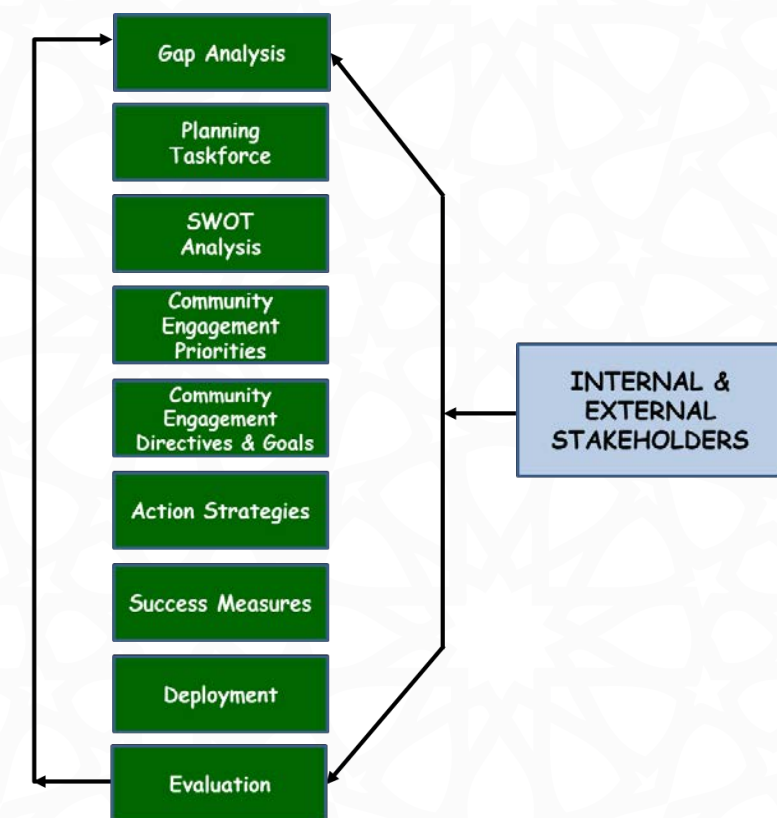 Gap Analysis
Planning
Taskforce
SWOT
Analysis
Community
Engagement
Priorities
Community
Engagement
Directives & Goals
Action Strategies
Success Measures
Deployment
Evaluation
INTERNAL &
EXTERNAL
STAKEHOLDERS